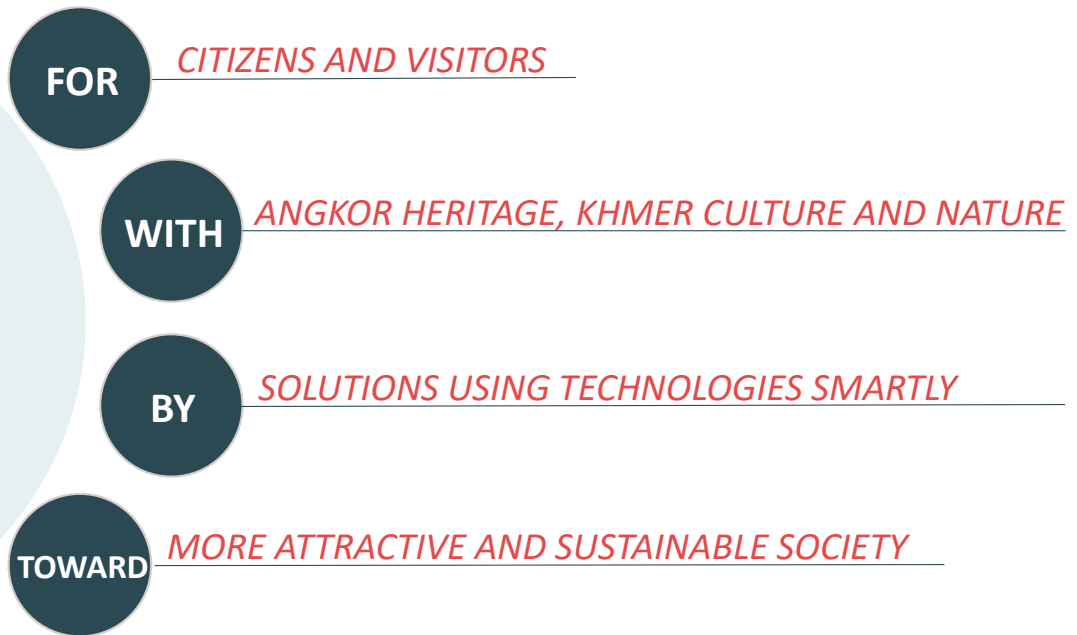 FOR CITIZENS AND VISITORS
WITH ANGKOR HERITAGE, KHMER CULTURE AND NATURE
BY SOLUTIONS USING TECHNOLOGIES SMARTLY
TOWARD MORE ATTRACTIVE AND SUSTAINABLE SOCIETY